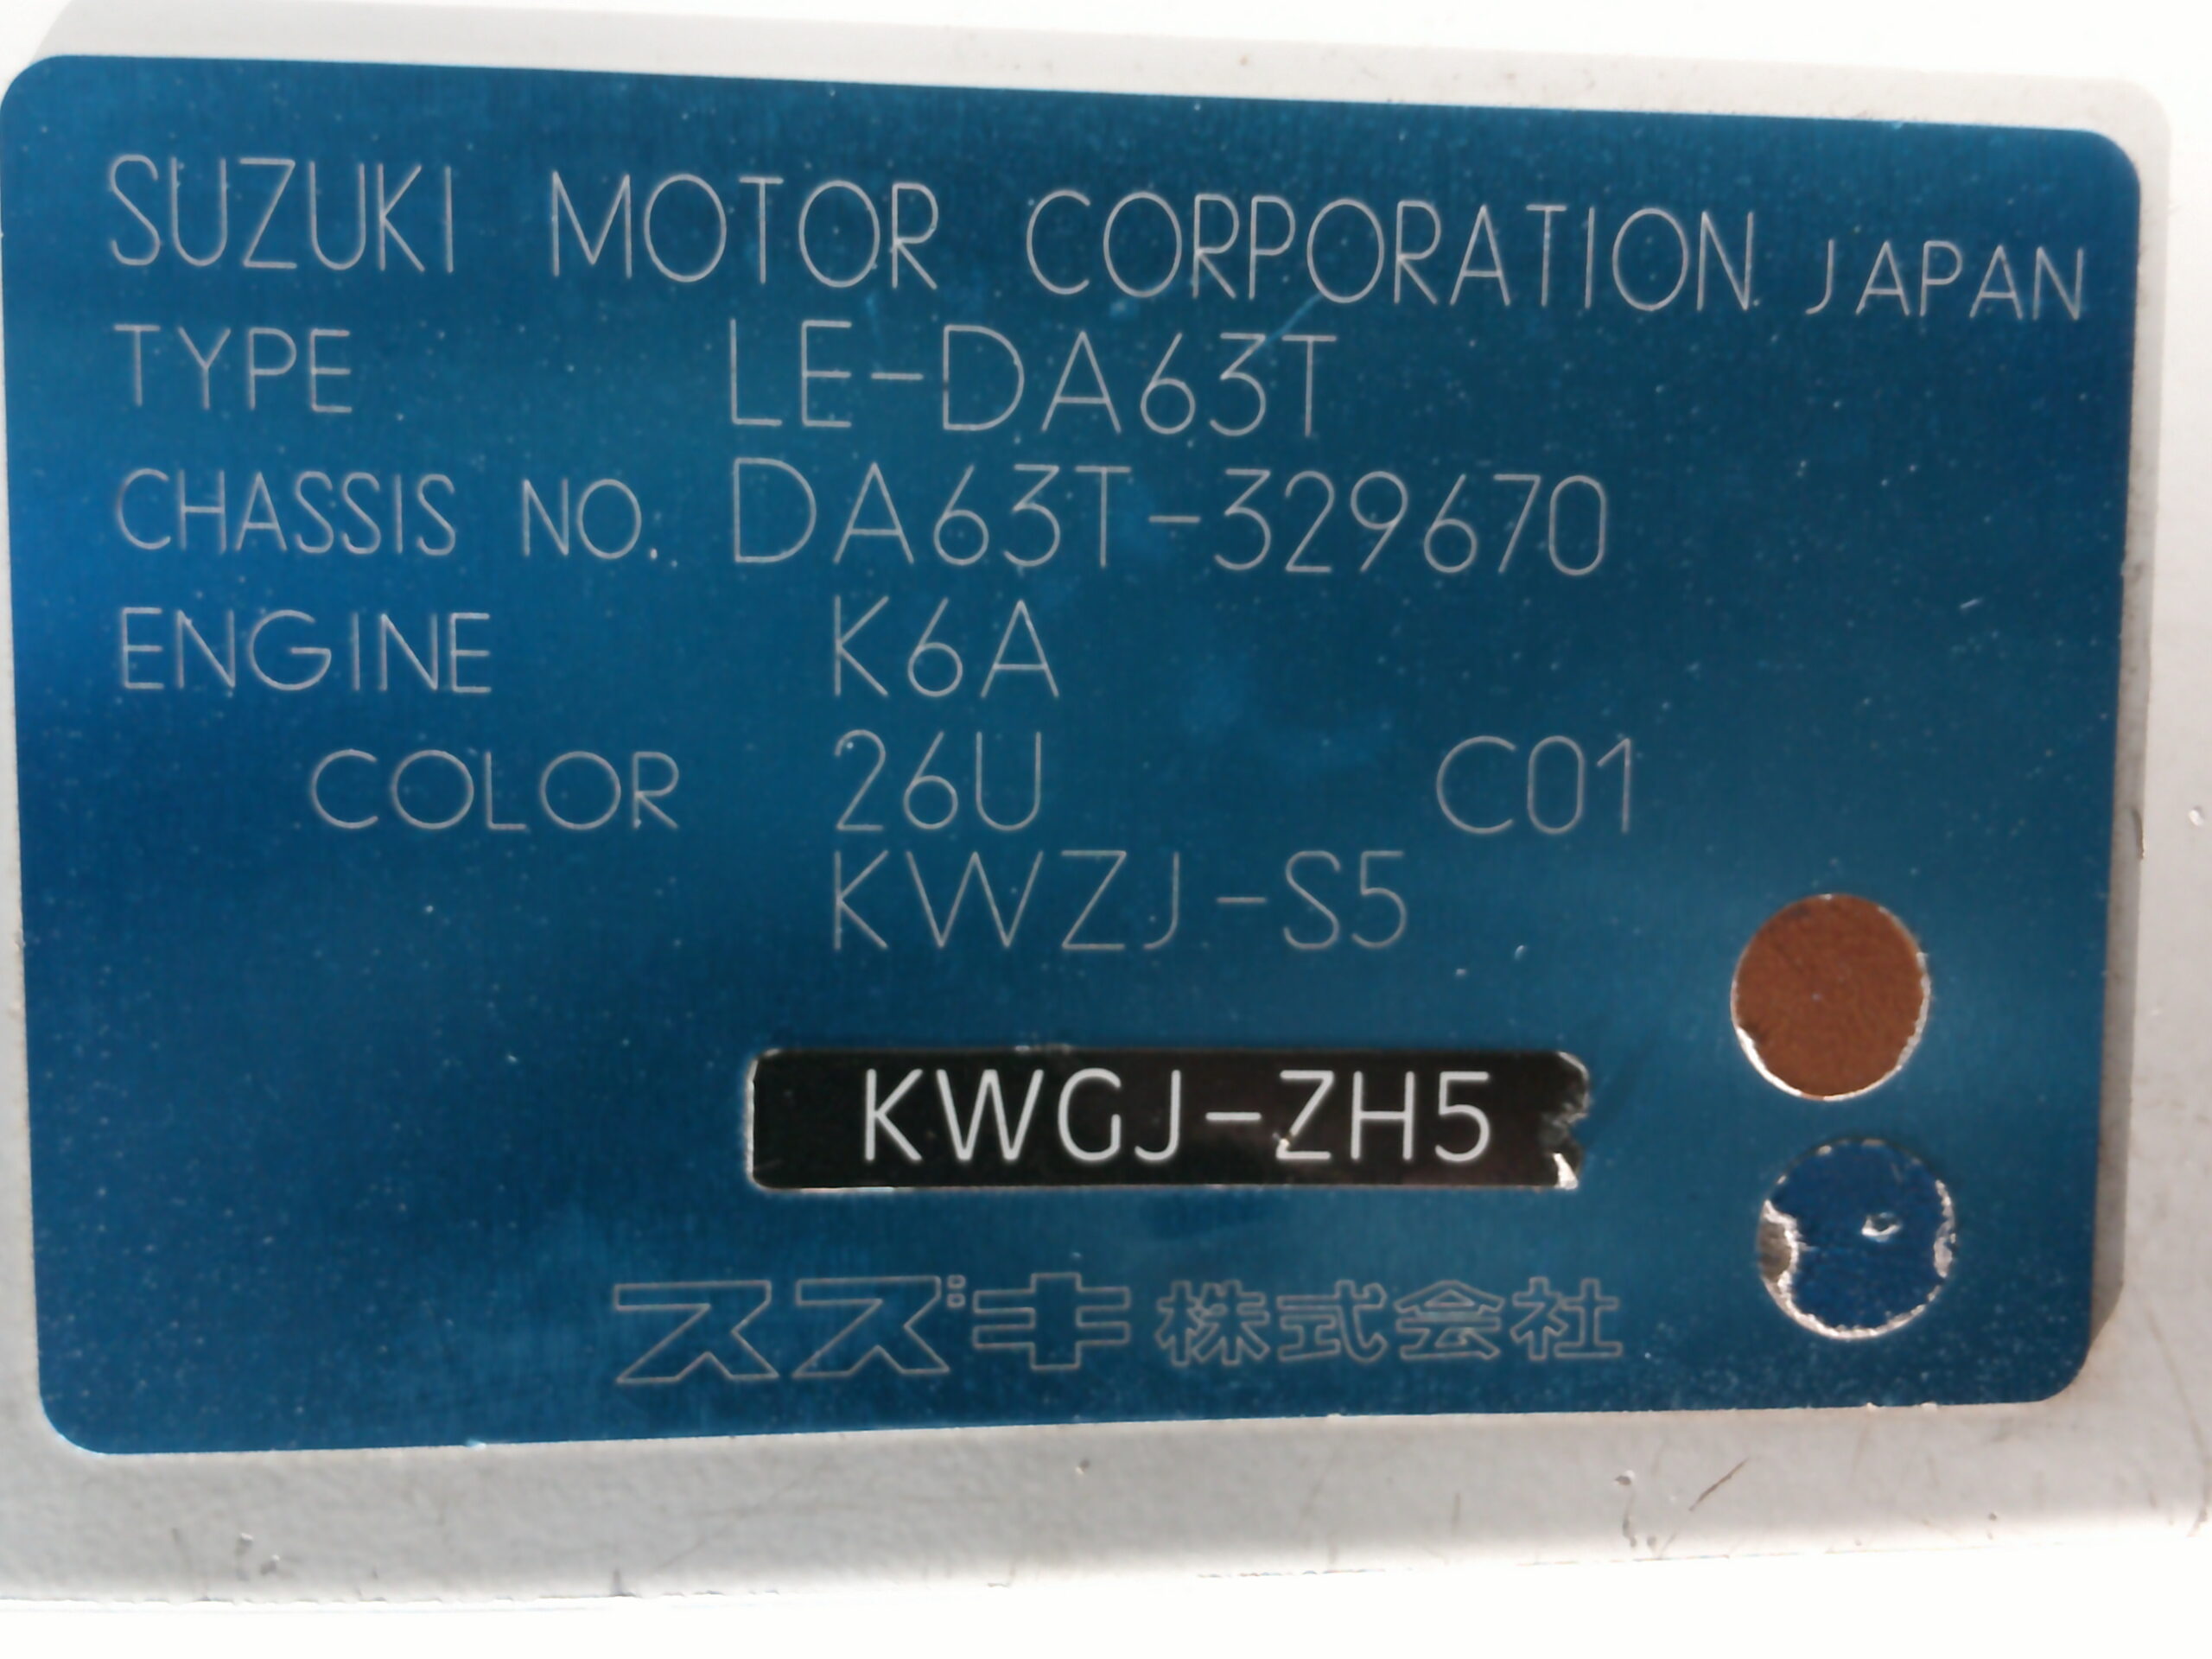 SUZUKI MOTOR CORPORATION JAPAN
TYPE LE-DA63T
CHASSIS NO. DA63T-329670
ENGINE K6A
COLOR 26U C01
KWZJ-S5
KWGJ-ZH5
スズキ株式会社